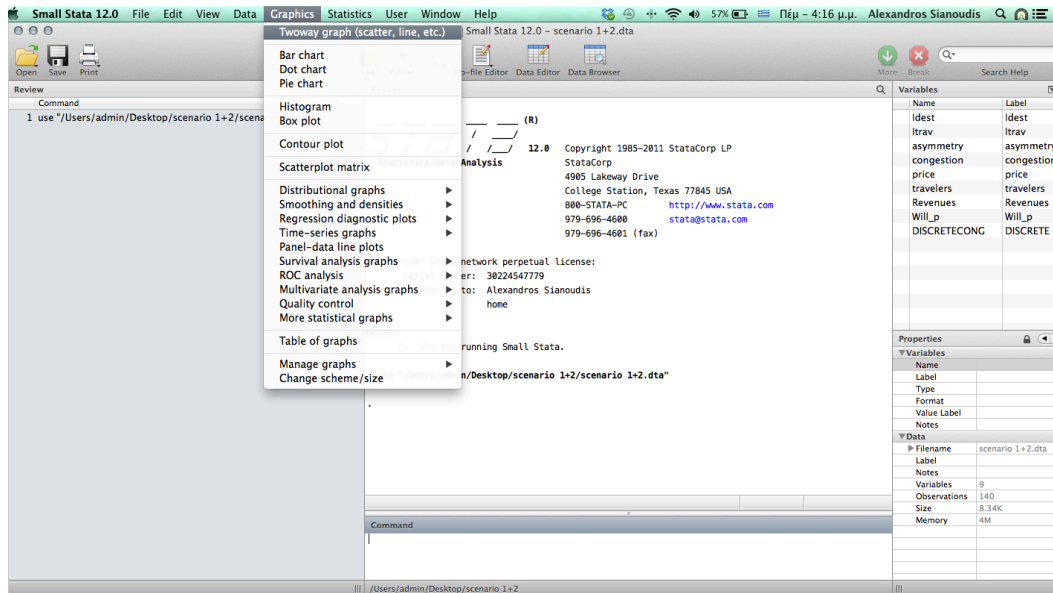 Small Stata 12.0 File Edit View Data Graphics Statistics User Window Help 57% Πέμ - 4:16 μ.μ. Alexandros Sianoudis
Small Stata 12.0 - scenario 1+2.dta
Open Save Print
-file Editor Data Editor Data Browser
More Break Search Help
Review
Command
1 use "/Users/admin/Desktop/scenario 1+2/scena
Twoway graph (scatter, line, etc.)
Bar chart
Dot chart
Pie chart
Histogram
Box plot
Contour plot
Scatterplot matrix
Distributional graphs
Smoothing and densities
Regression diagnostic plots
Time-series graphs
Panel-data line plots
Survival analysis graphs
ROC analysis
Multivariate analysis graphs
Quality control
More statistical graphs
Table of graphs
Manage graphs
Change scheme/size
(R)
12.0 Copyright 1985-2011 StataCorp LP
Analysis StataCorp
4905 Lakeway Drive
College Station, Texas 77845 USA
800-STATA-PC http://www.stata.com
979-696-4600 stata@stata.com
979-696-4601 (fax)
network perpetual license:
er: 30224547779
to: Alexandros Sianoudis
home
running Small Stata.
n/Desktop/scenario 1+2/scenario 1+2.dta"
.
Command
/Users/admin/Desktop/scenario 1+2
Variables
Name Label
ldest ldest
ltrav ltrav
asymmetry asymmetry
congestion congestion
price price
travelers travelers
Revenues Revenues
Will_p Will_p
DISCRETECONG DISCRETE
Properties
Variables
Name
Label
Type
Format
Value Label
Notes
Data
Filename scenario 1+2.dta
Label
Notes
Variables 9
Observations 140
Size 8.34K
Memory 4M